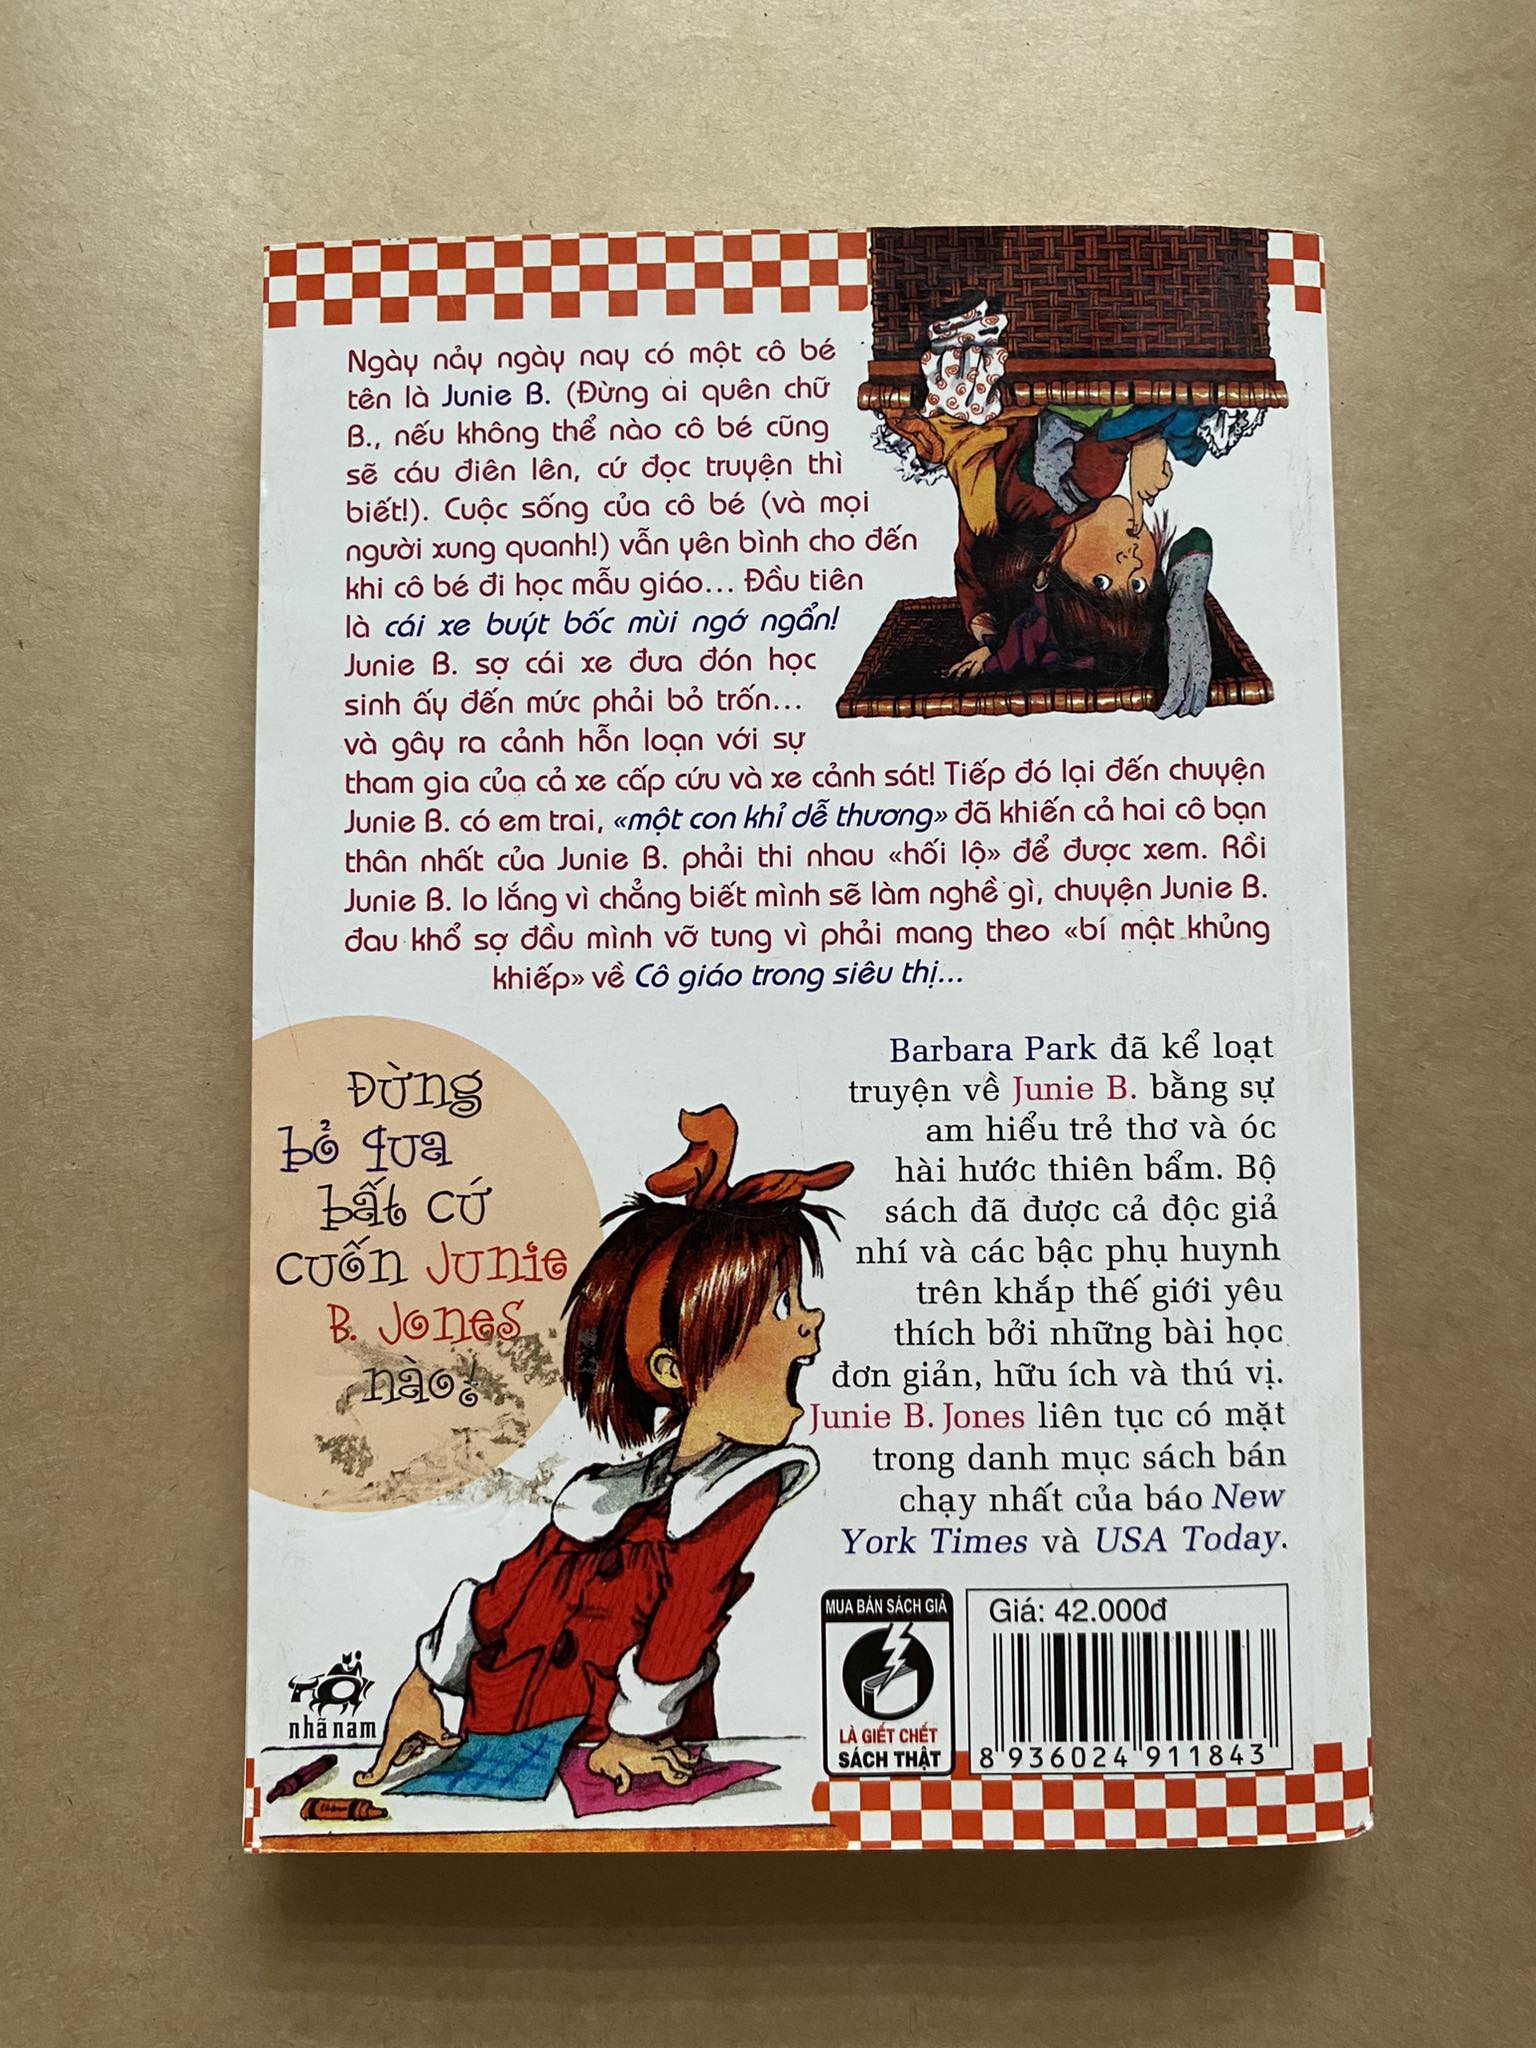 Ngày nảy ngày nay có một cô bé
tên là Junie B. (Đừng ai quên chữ
B., nếu không thể nào cô bé cũng
sẽ cáu điên lên, cứ đọc truyện thì
biết!). Cuộc sống của cô bé (và mọi
người xung quanh!) vẫn yên bình cho đến
khi cô bé đi học mẫu giáo... Đầu tiên
là cái xe buýt bốc mùi ngớ ngẩn!
Junie B. sợ cái xe đưa đón học
sinh ấy đến mức phải bỏ trốn...
và gây ra cảnh hỗn loạn với sự
tham gia của cả xe cấp cứu và xe cảnh sát! Tiếp đó lại đến chuyện
Junie B. có em trai, «một con khỉ dễ thương» đã khiến cả hai cô bạn
thân nhất của Junie B. phải thi nhau «hối lộ» để được xem. Rồi
Junie B. lo lắng vì chẳng biết mình sẽ làm nghề gì, chuyện Junie B.
đau khổ sợ đầu mình vỡ tung vì phải mang theo «bí mật khủng
khiếp» về Cô giáo trong siêu thị...
Đừng
bỏ qua
bất cứ
cuốn Junie
B. Jones
nào!
Barbara Park đã kể loạt
truyện về Junie B. bằng sự
am hiểu trẻ thơ và óc
hài hước thiên bẩm. Bộ
sách đã được cả độc giả
nhí và các bậc phụ huynh
trên khắp thế giới yêu
thích bởi những bài học
đơn giản, hữu ích và thú vị.
Junie B. Jones liên tục có mặt
trong danh mục sách bán
chạy nhất của báo New
York Times và USA Today.
nhã nam
MUA BÁN SÁCH GIẢ
LÀ GIẾT CHẾT
SÁCH THẬT
Giá: 42.000đ
8 936024 911843